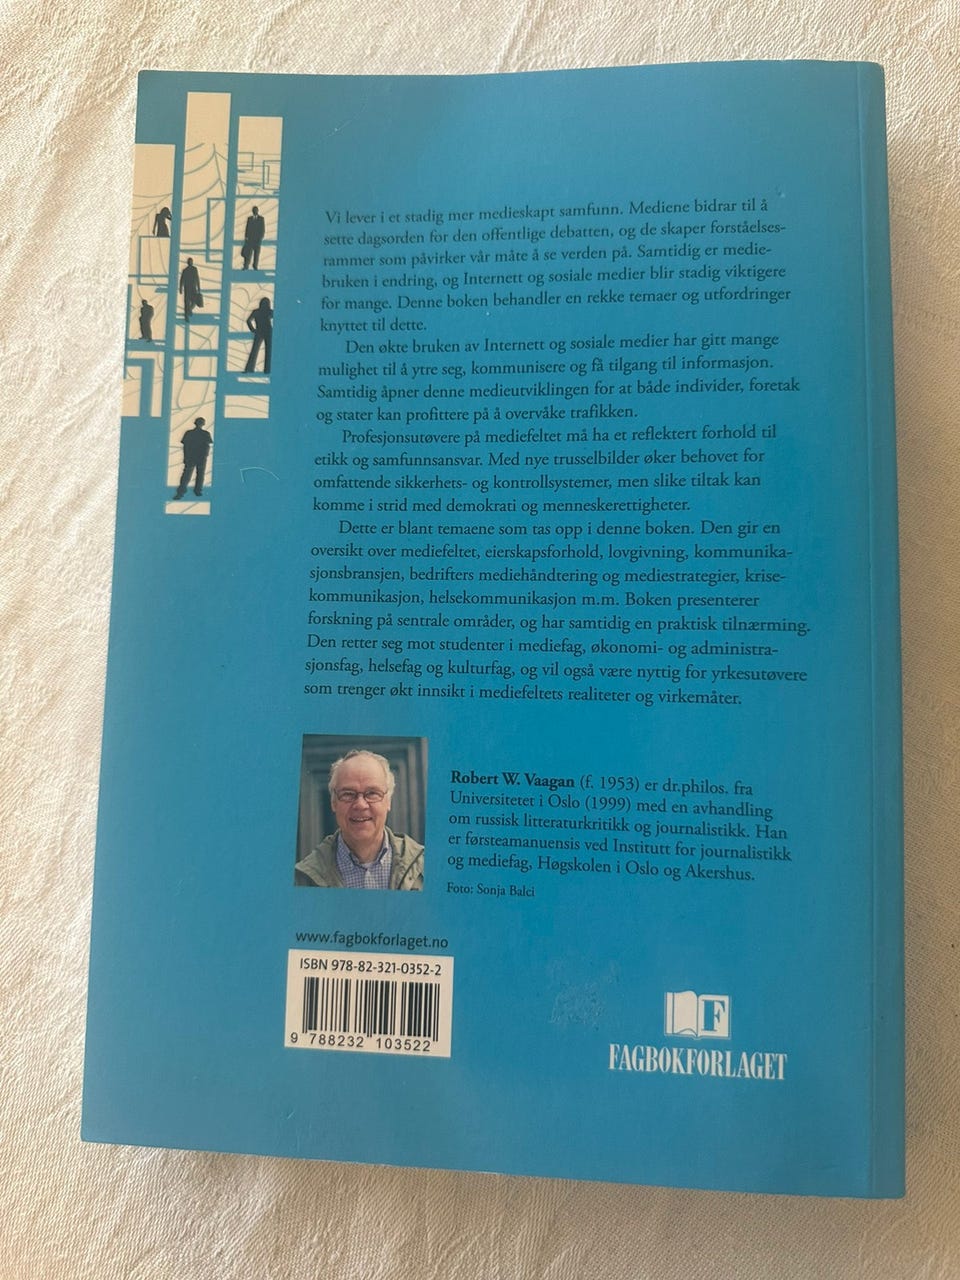 Vi lever i et stadig mer medieskapt samfunn. Mediene bidrar til å
sette dagsorden for den offentlige debatten, og de skaper forståelses-
rammer som påvirker vår måte å se verden på. Samtidig er medie-
bruken i endring, og Internett og sosiale medier blir stadig viktigere
for mange. Denne boken behandler en rekke temaer og utfordringer
knyttet til dette.
Den økte bruken av Internett og sosiale medier har gitt mange
mulighet til å ytre seg, kommunisere og få tilgang til informasjon.
Samtidig åpner denne medieutviklingen for at både individer, foretak
og stater kan profittere på å overvåke trafikken.
Profesjonsutøvere på mediefeltet må ha et reflektert forhold til
etikk og samfunnsansvar. Med nye trusselbilder øker behovet for
omfattende sikkerhets- og kontrollsystemer, men slike tiltak kan
komme i strid med demokrati og menneskerettigheter.
Dette er blant temaene som tas opp i denne boken. Den gir en
oversikt over mediefeltet, eierskapsforhold, lovgivning, kommunika-
sjonsbransjen, bedrifters mediehåndtering og mediestrategier, krise-
kommunikasjon, helsekommunikasjon m.m. Boken presenterer
forskning på sentrale områder, og har samtidig en praktisk tilnærming.
Den retter seg mot studenter i mediefag, økonomi- og administra-
sjonsfag, helsefag og kulturfag, og vil også være nyttig for yrkesutøvere
som trenger økt innsikt i mediefeltets realiteter og virkemåter.
Robert W. Vaagan (f. 1953) er dr.philos. fra
Universitetet i Oslo (1999) med en avhandling
om russisk litteraturkritikk og journalistikk. Han
er førsteamanuensis ved Institutt for journalistikk
og mediefag, Høgskolen i Oslo og Akershus.
Foto: Sonja Balci
www.fagbokforlaget.no
ISBN 978-82-321-0352-2
9 788232 103522
F
FAGBOKFORLAGET